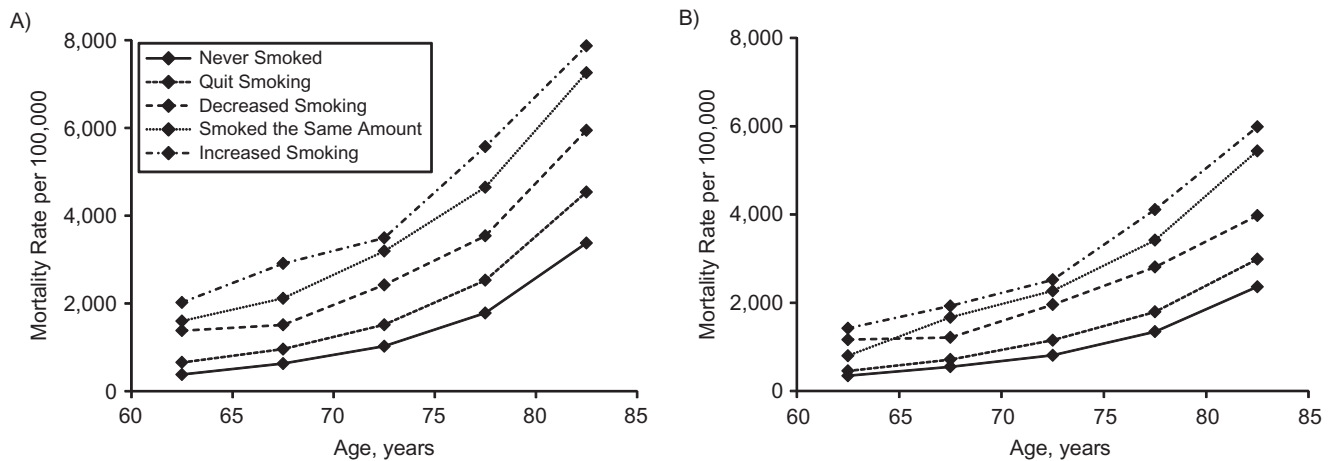 A)
8,000
6,000
4,000
2,000
0
Mortality Rate per 100,000
Never Smoked
Quit Smoking
Decreased Smoking
Smoked the Same Amount
Increased Smoking
60 65 70 75 80 85
Age, years
B)
8,000
6,000
4,000
2,000
0
Mortality Rate per 100,000
60 65 70 75 80 85
Age, years